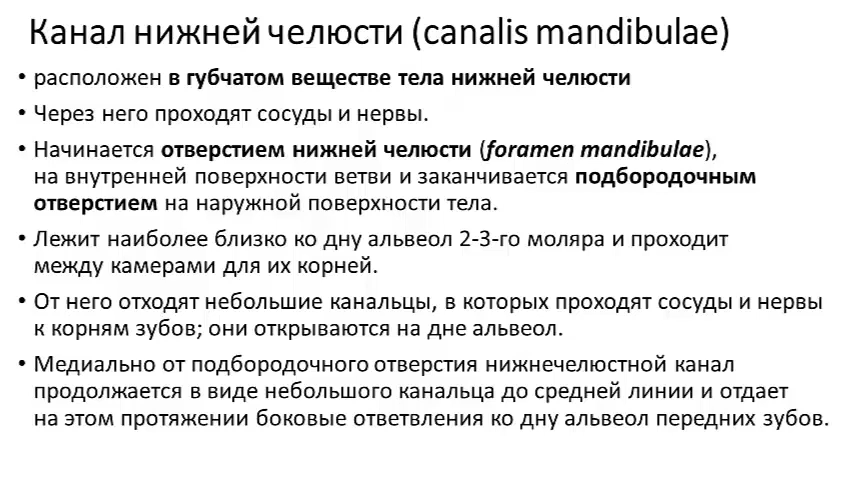 Канал нижней челюсти (canalis mandibulae)
• расположен в губчатом веществе тела нижней челюсти
• Через него проходят сосуды и нервы.
• Начинается отверстием нижней челюсти (foramen mandibulae),
на внутренней поверхности ветви и заканчивается подбородочным
отверстием на наружной поверхности тела.
• Лежит наиболее близко ко дну альвеол 2-3-го моляра и проходит
между камерами для их корней.
• От него отходят небольшие канальцы, в которых проходят сосуды и нервы
к корням зубов; они открываются на дне альвеол.
• Медиально от подбородочного отверстия нижнечелюстной канал
продолжается в виде небольшого канальца до средней линии и отдает
на этом протяжении боковые ответвления ко дну альвеол передних зубов.